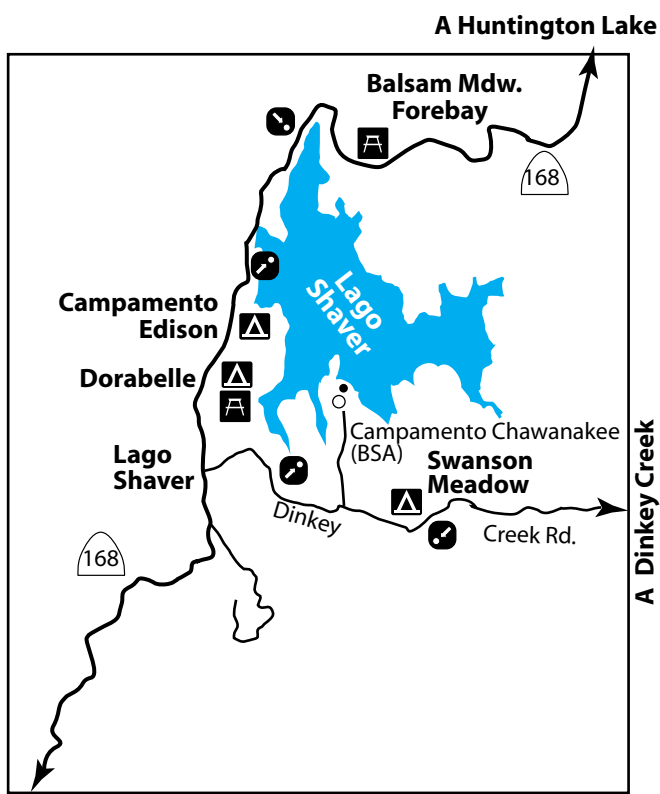 A Huntington Lake
Balsam Mdw.
Forebay
168
Lago
Shaver
Campamento
Edison
Dorabelle
Campamento Chawanakee
(BSA)
Lago
Shaver
Swanson
Meadow
Dinkey
Creek Rd.
A Dinkey Creek
168